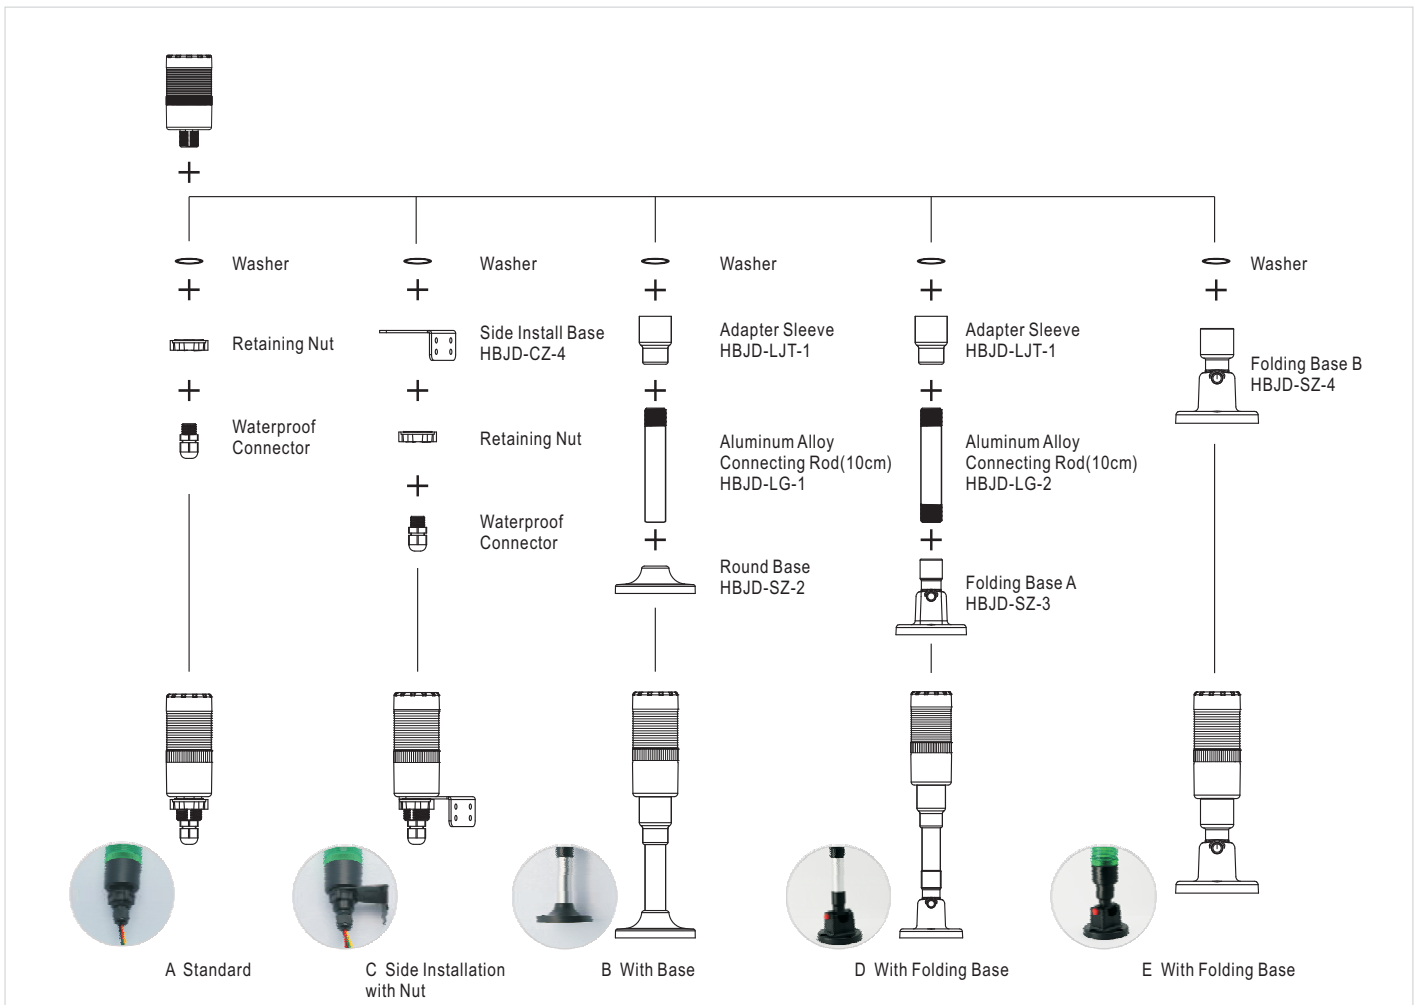 Washer
Retaining Nut
Waterproof
Connector
A Standard
Washer
Side Install Base
HBJD-CZ-4
Retaining Nut
Waterproof
Connector
C Side Installation
with Nut
Washer
Adapter Sleeve
HBJD-LJT-1
Aluminum Alloy
Connecting Rod(10cm)
HBJD-LG-1
Round Base
HBJD-SZ-2
B With Base
Adapter Sleeve
HBJD-LJT-1
Aluminum Alloy
Connecting Rod(10cm)
HBJD-LG-2
Folding Base A
HBJD-SZ-3
D With Folding Base
Washer
Folding Base B
HBJD-SZ-4
E With Folding Base